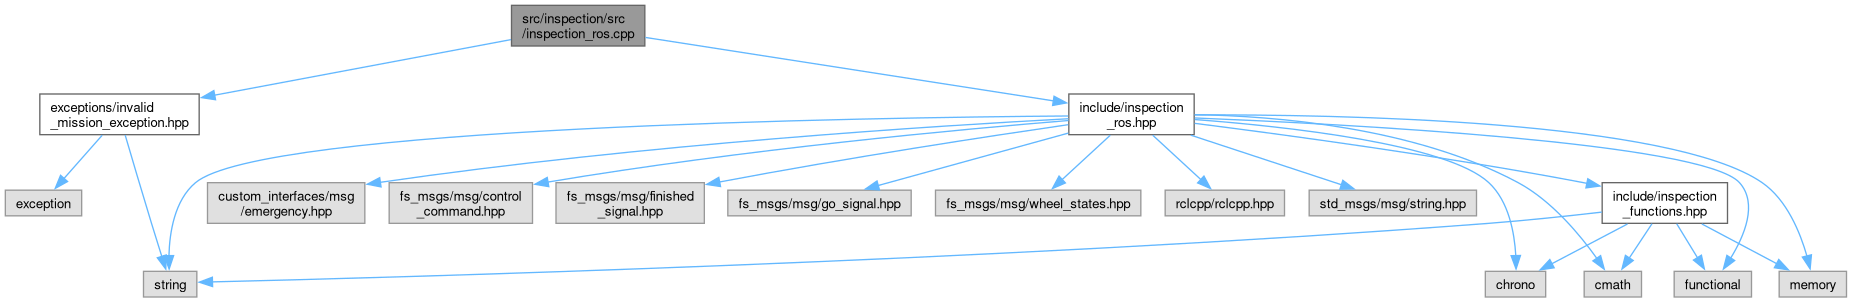 src/inspection/src
/inspection_ros.cpp
exceptions/invalid
_mission_exception.hpp
include/inspection
_ros.hpp
exception
custom_interfaces/msg
/emergency.hpp
fs_msgs/msg/control
_command.hpp
fs_msgs/msg/finished
_signal.hpp
fs_msgs/msg/go_signal.hpp
fs_msgs/msg/wheel_states.hpp
rclcpp/rclcpp.hpp
std_msgs/msg/string.hpp
include/inspection
_functions.hpp
string
chrono
cmath
functional
memory